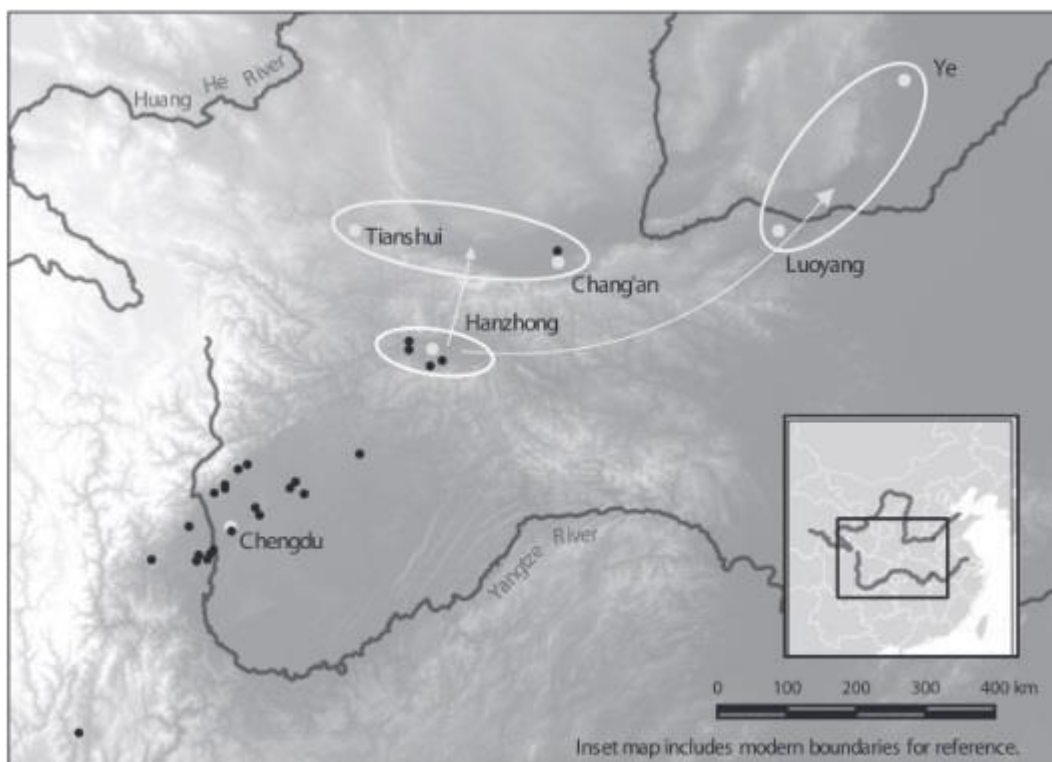 Huang He River
Ye
Tianshui
Chang'an
Luoyang
Hanzhong
Chengdu
Yangtze River
0 100 200 300 400 km
Inset map includes modern boundaries for reference.